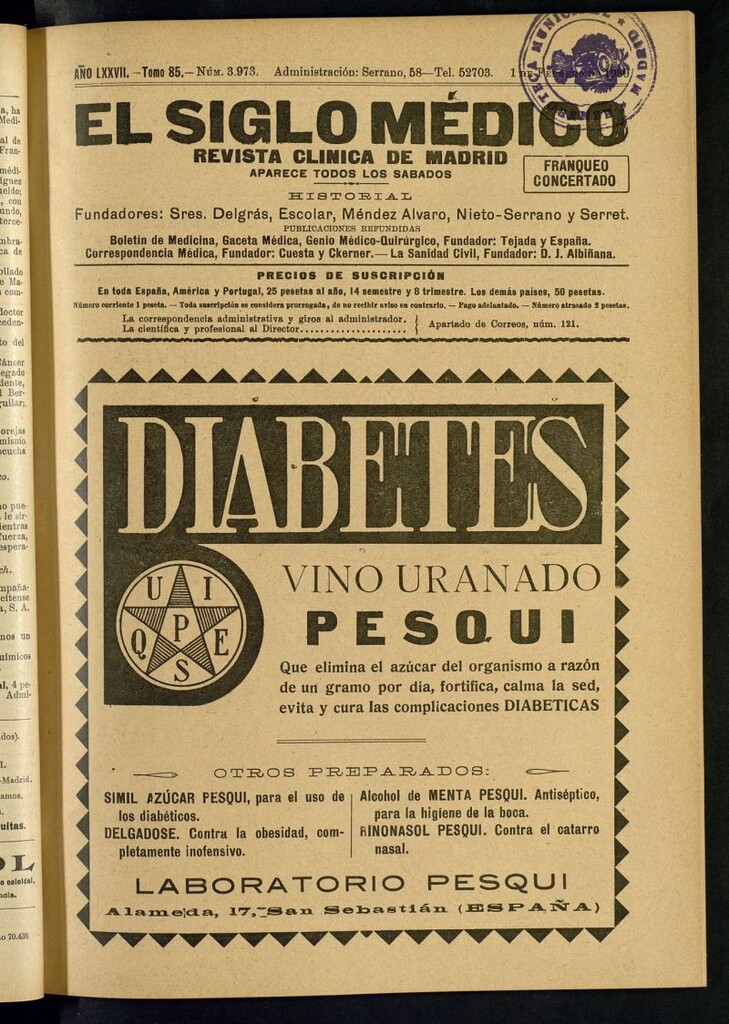 AÑO LXXVII.—Tomo 85.—NÚM. 3.973. Administración: Serrano, 58—Tel. 52703. 1
EL SIGLO MÉDICO
REVISTA CLINICA DE MADRID
APARECE TODOS LOS SABADOS
FRANQUEO
CONCERTADO
HISTORIAL
Fundadores: Sres. Delgrás, Escolar, Méndez Alvaro, Nieto-Serrano y Serret.
PUBLICACIONES REFUNDIDAS
Boletín de Medicina, Gaceta Médica, Genio Médico-Quirúrgico, Fundador: Tejada y España.
Correspondencia Médica, Fundador: Cuesta y Ckerner.—La Sanidad Civil, Fundador: D. J. Albiñana.
PRECIOS DE SUSCRIPCIÓN
En toda España, América y Portugal, 25 pesetas al año, 14 semestre y 8 trimestre. Los demás países, 50 pesetas.
Número corriente 1 peseta. — Toda suscripción se considera prorrogada, de no recibir aviso en contrario. — Pago adelantado. — Número atrasado 2 pesetas.
La correspondencia administrativa y giros al administrador.
La científica y profesional al Director......................
Apartado de Correos, núm. 121.
DIABETES
PESQUI
VINO URANADO
PESQUI
Que elimina el azúcar del organismo a razón
de un gramo por dia, fortifica, calma la sed,
evita y cura las complicaciones DIABETICAS
OTROS PREPARADOS:
SIMIL AZÚCAR PESQUI, para el uso de
los diabéticos.
DELGADOSE. Contra la obesidad, com-
pletamente inofensivo.
Alcohol de MENTA PESQUI. Antiséptico,
para la higiene de la boca.
RINONASOL PESQUI. Contra el catarro
nasal.
LABORATORIO PESQUI
Alameda, 17,-San Sebastián (ESPAÑA)